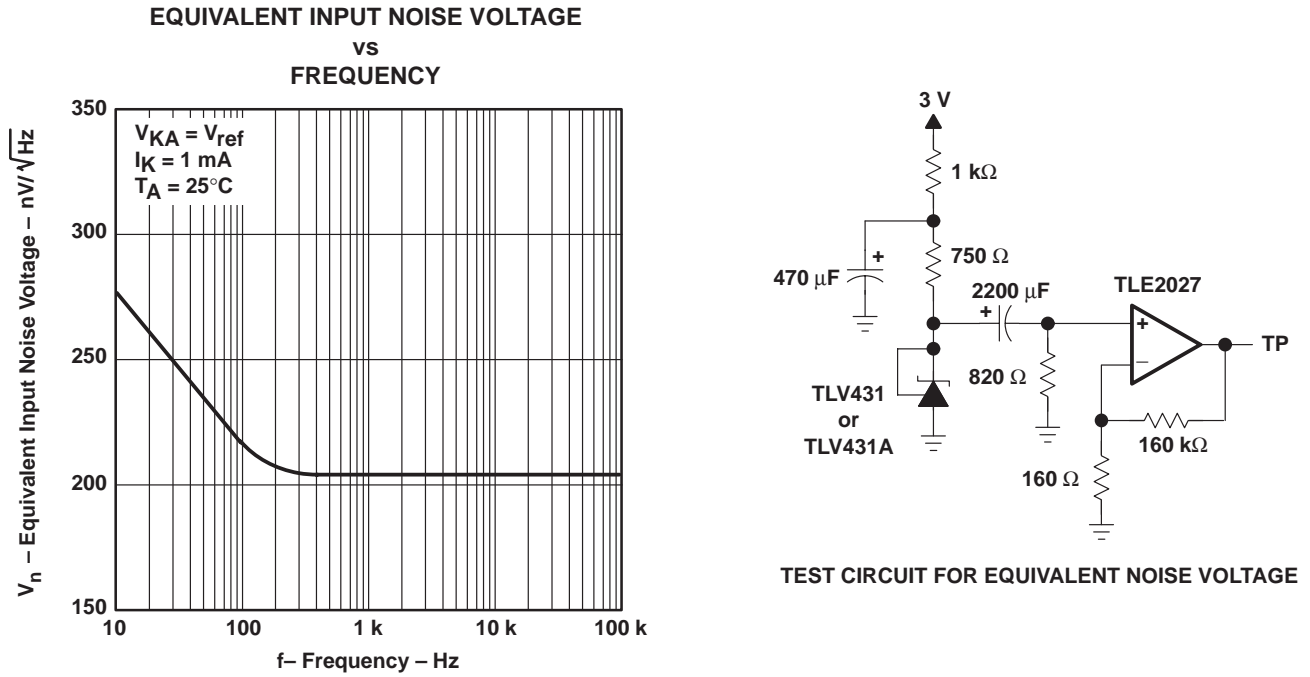 EQUIVALENT INPUT NOISE VOLTAGE
vs
FREQUENCY
V_n – Equivalent Input Noise Voltage – nV/√Hz
350
300
250
200
150
V_KA = V_ref
I_K = 1 mA
T_A = 25°C
10
100
1 k
10 k
100 k
f– Frequency – Hz
3 V
1 kΩ
750 Ω
470 μF
+
2200 μF
+
TLE2027
+
–
TP
820 Ω
TLV431
or
TLV431A
160 kΩ
160 Ω
TEST CIRCUIT FOR EQUIVALENT NOISE VOLTAGE